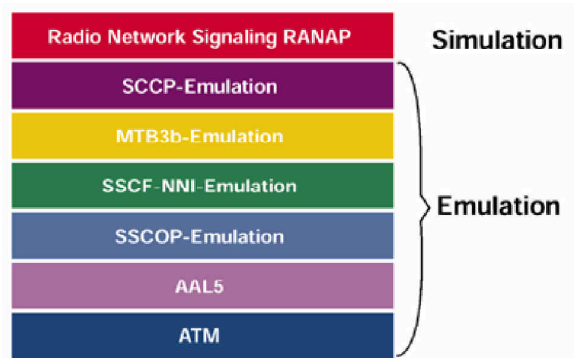 Radio Network Signaling RANAP
Simulation
SCCP-Emulation
MTB3b-Emulation
SSCF-NNI-Emulation
Emulation
SSCOP-Emulation
AAL5
ATM